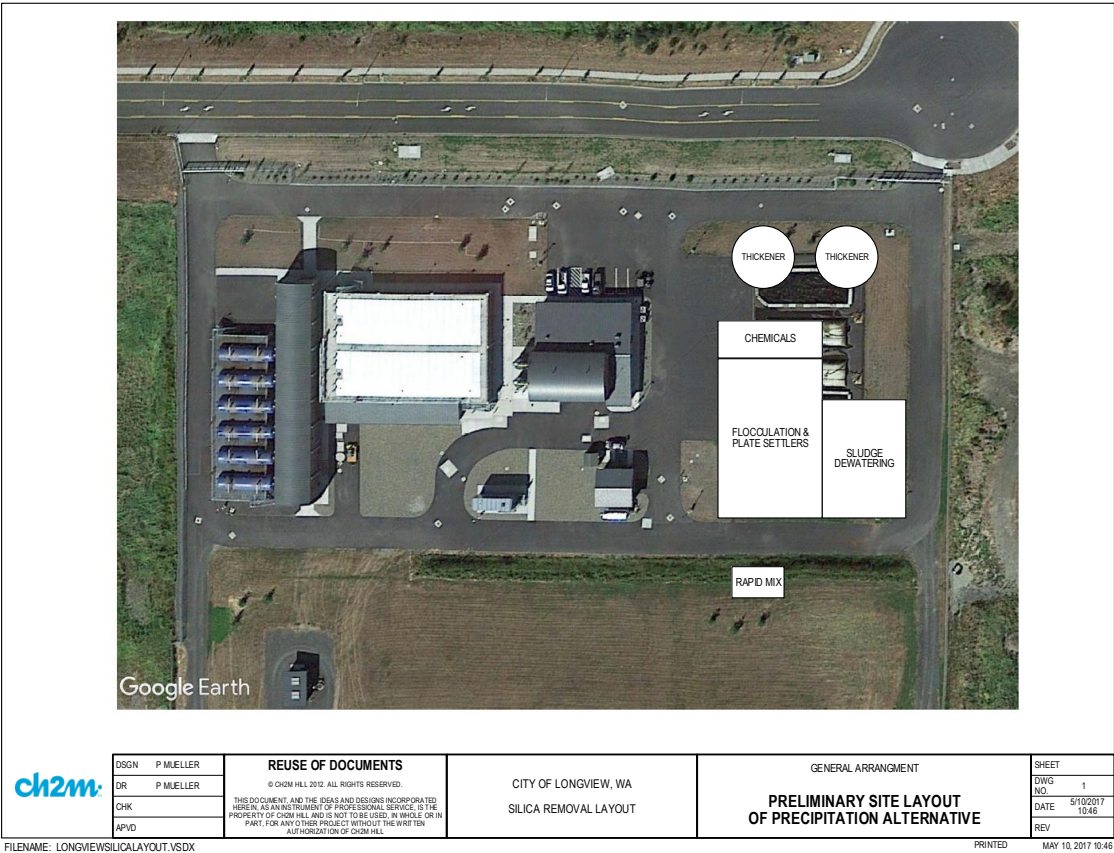 THICKENER
THICKENER
CHEMICALS
FLOCCULATION &
PLATE SETTLERS
SLUDGE
DEWATERING
RAPID MIX
Google Earth
ch2m
DSGN P MUELLER
DR P MUELLER
CHK
APVD
REUSE OF DOCUMENTS
© CH2M HILL 2012. ALL RIGHTS RESERVED.
THIS DOCUMENT, AND THE IDEAS AND DESIGNS INCORPORATED
HEREIN, AS AN INSTRUMENT OF PROFESSIONAL SERVICE, IS THE
PROPERTY OF CH2M HILL AND IS NOT TO BE USED, IN WHOLE OR IN
PART, FOR ANY OTHER PROJECT WITHOUT THE WRITTEN
AUTHORIZATION OF CH2M HILL
CITY OF LONGVIEW, WA
SILICA REMOVAL LAYOUT
GENERAL ARRANGMENT
PRELIMINARY SITE LAYOUT
OF PRECIPITATION ALTERNATIVE
SHEET
DWG
NO. 1
DATE 5/10/2017
10:46
REV
FILENAME: LONGVIEWSILICALAYOUT.VSDX
PRINTED MAY 10, 2017 10:46